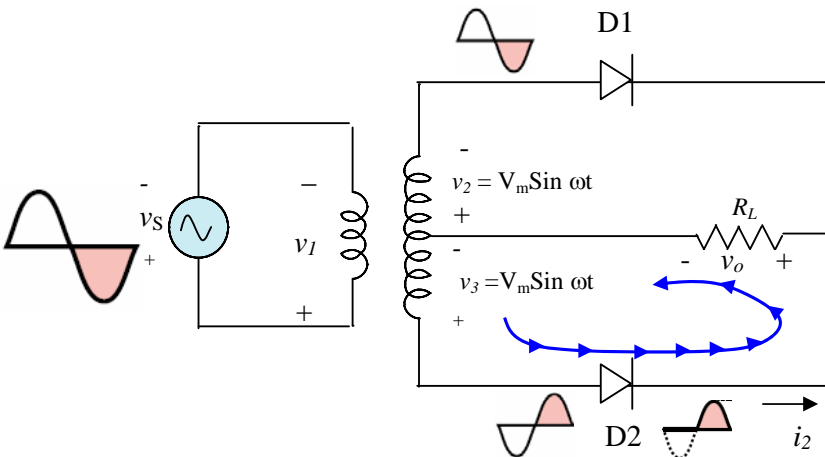 D1
-
v2 = VmSin ωt
+
-
vS
+
−
v1
+
RL
- vo +
-
v3 =VmSin ωt
+
D2
i2